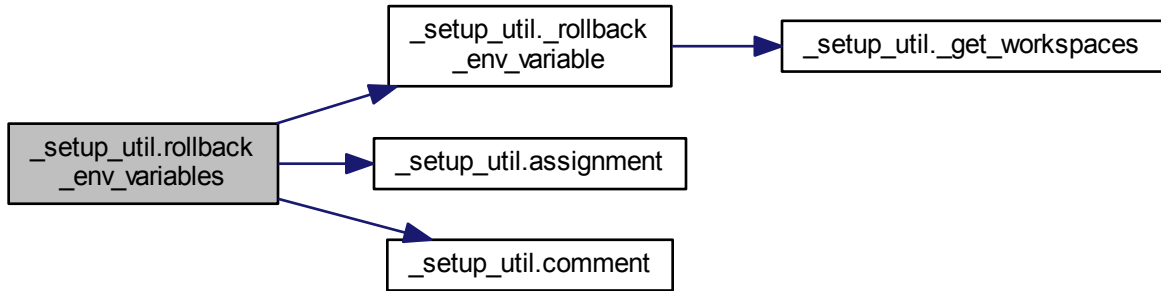 _setup_util.rollback
_env_variables
_setup_util._rollback
_env_variable
_setup_util._get_workspaces
_setup_util.assignment
_setup_util.comment